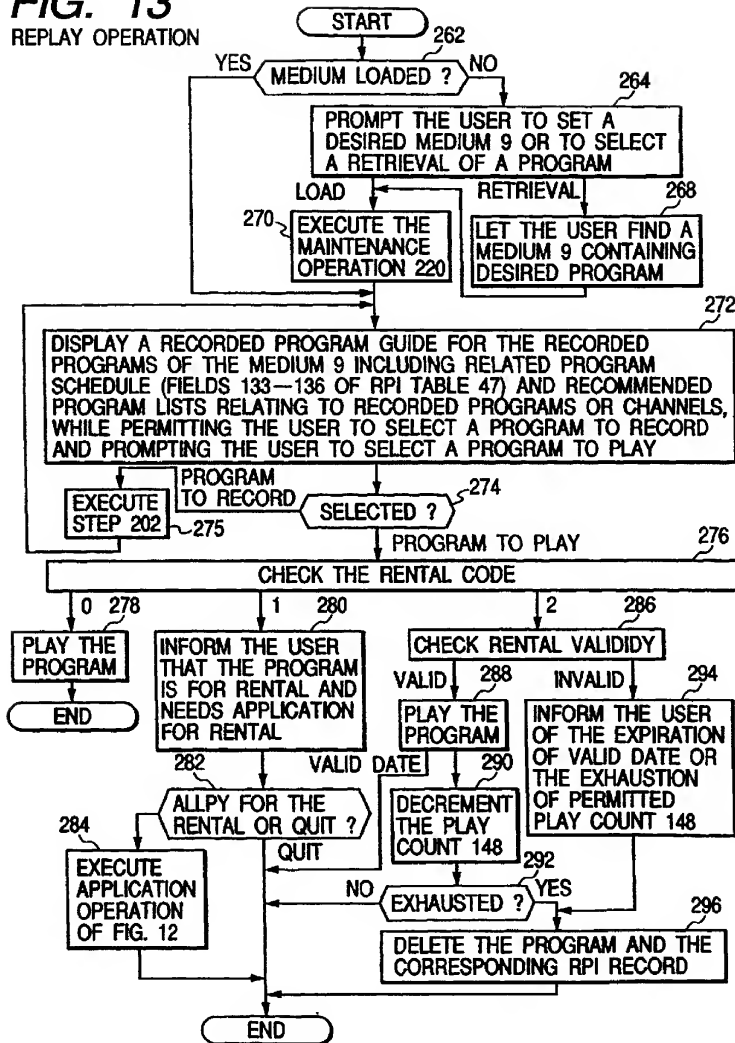 FIG. 13
REPLAY OPERATION
START
262
YES
MEDIUM LOADED ?
NO
264
PROMPT THE USER TO SET A
DESIRED MEDIUM 9 OR TO SELECT
A RETRIEVAL OF A PROGRAM
LOAD
RETRIEVAL
268
270
EXECUTE THE
MAINTENANCE
OPERATION 220
LET THE USER FIND A
MEDIUM 9 CONTAINING
DESIRED PROGRAM
272
DISPLAY A RECORDED PROGRAM GUIDE FOR THE RECORDED
PROGRAMS OF THE MEDIUM 9 INCLUDING RELATED PROGRAM
SCHEDULE (FIELDS 133—136 OF RPI TABLE 47) AND RECOMMENDED
PROGRAM LISTS RELATING TO RECORDED PROGRAMS OR CHANNELS,
WHILE PERMITTING THE USER TO SELECT A PROGRAM TO RECORD
AND PROMPTING THE USER TO SELECT A PROGRAM TO PLAY
PROGRAM
TO RECORD
274
EXECUTE
STEP 202
275
SELECTED ?
PROGRAM TO PLAY
276
CHECK THE RENTAL CODE
0
278
1
280
2
286
PLAY THE
PROGRAM
END
INFORM THE USER
THAT THE PROGRAM
IS FOR RENTAL AND
NEEDS APPLICATION
FOR RENTAL
CHECK RENTAL VALIDIDY
VALID
288
INVALID
294
PLAY THE
PROGRAM
INFORM THE USER
OF THE EXPIRATION
OF VALID DATE OR
THE EXHAUSTION
OF PERMITTED
PLAY COUNT 148
282
VALID DATE
290
ALLPY FOR THE
RENTAL OR QUIT ?
DECREMENT
THE PLAY
COUNT 148
284
QUIT
EXECUTE
APPLICATION
OPERATION
OF FIG. 12
292
NO
EXHAUSTED ?
YES
296
DELETE THE PROGRAM AND THE
CORRESPONDING RPI RECORD
END